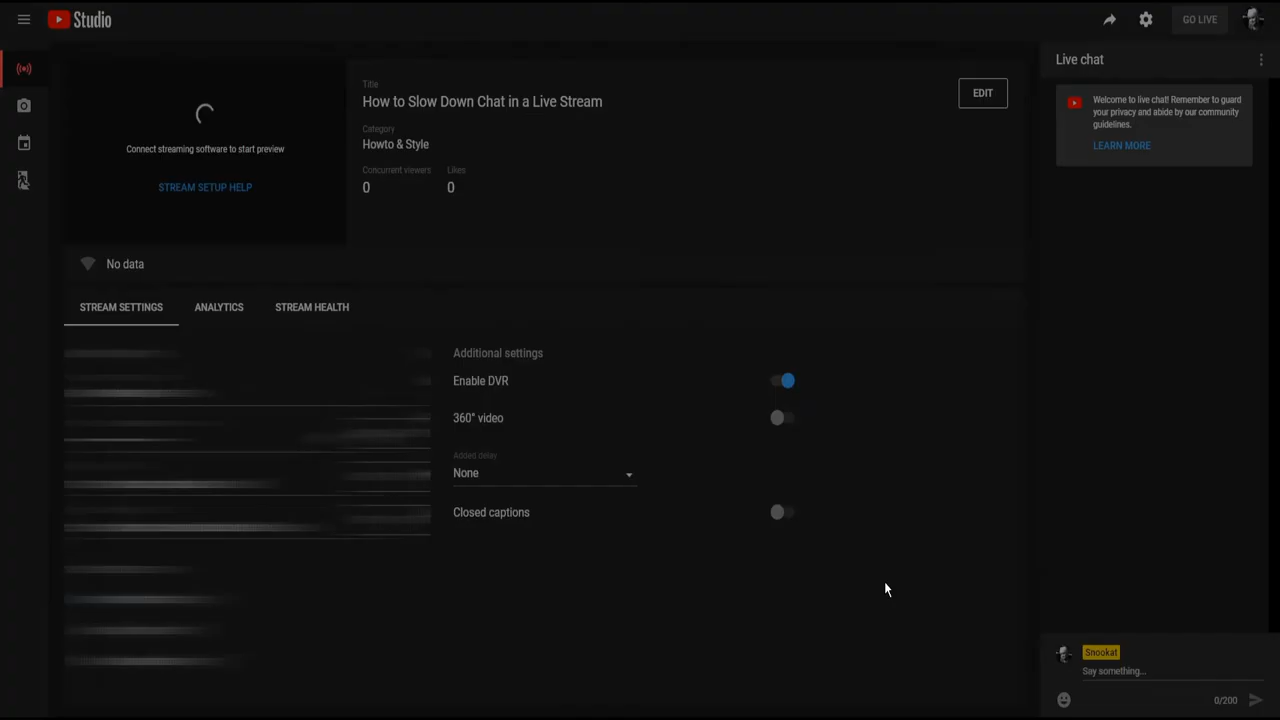 Studio
GO LIVE
Title
How to Slow Down Chat in a Live Stream
EDIT
Category
Howto & Style
Concurrent viewers
Likes
0
0
Connect streaming software to start preview
STREAM SETUP HELP
No data
STREAM SETTINGS
ANALYTICS
STREAM HEALTH
Additional settings
Enable DVR
360° video
Added delay
None
Closed captions
Live chat
Welcome to live chat! Remember to guard
your privacy and abide by our community
guidelines.
LEARN MORE
Snookat
Say something...
0/200